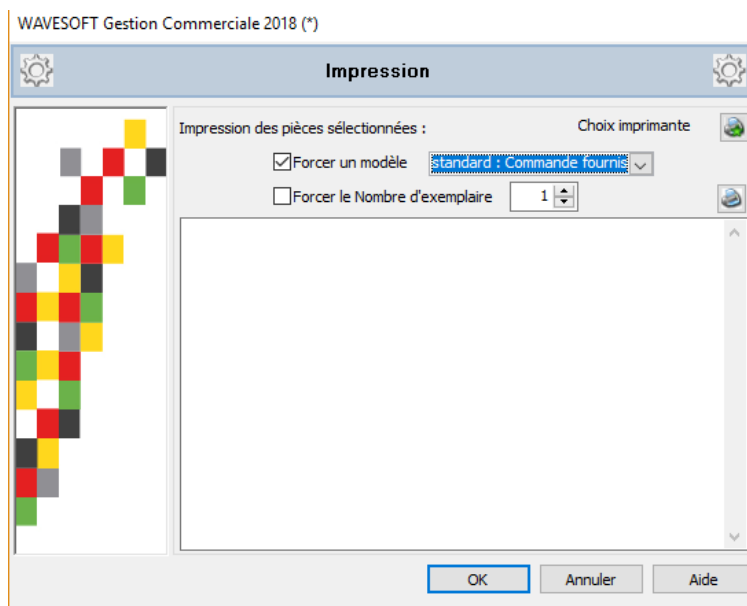 WAVESOFT Gestion Commerciale 2018 (*)
Impression
Impression des pièces sélectionnées : Choix imprimante
Forcer un modèle standard : Commande fournis
Forcer le Nombre d'exemplaire 1
OK Annuler Aide